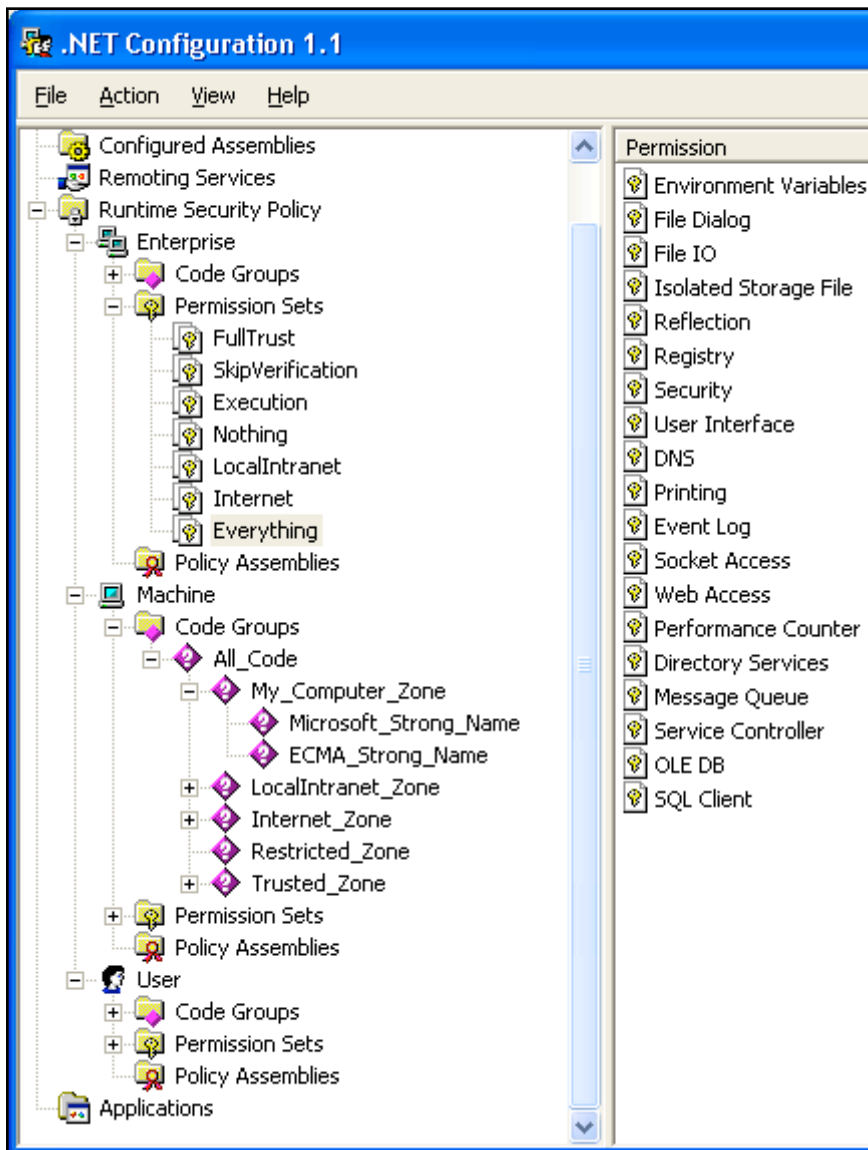 .NET Configuration 1.1
File Action View Help
Configured Assemblies
Remoting Services
Runtime Security Policy
Enterprise
Code Groups
Permission Sets
FullTrust
SkipVerification
Execution
Nothing
LocalIntranet
Internet
Everything
Policy Assemblies
Machine
Code Groups
All_Code
My_Computer_Zone
Microsoft_Strong_Name
ECMA_Strong_Name
LocalIntranet_Zone
Internet_Zone
Restricted_Zone
Trusted_Zone
Permission Sets
Policy Assemblies
User
Code Groups
Permission Sets
Policy Assemblies
Applications
Permission
Environment Variables
File Dialog
File IO
Isolated Storage File
Reflection
Registry
Security
User Interface
DNS
Printing
Event Log
Socket Access
Web Access
Performance Counter
Directory Services
Message Queue
Service Controller
OLE DB
SQL Client